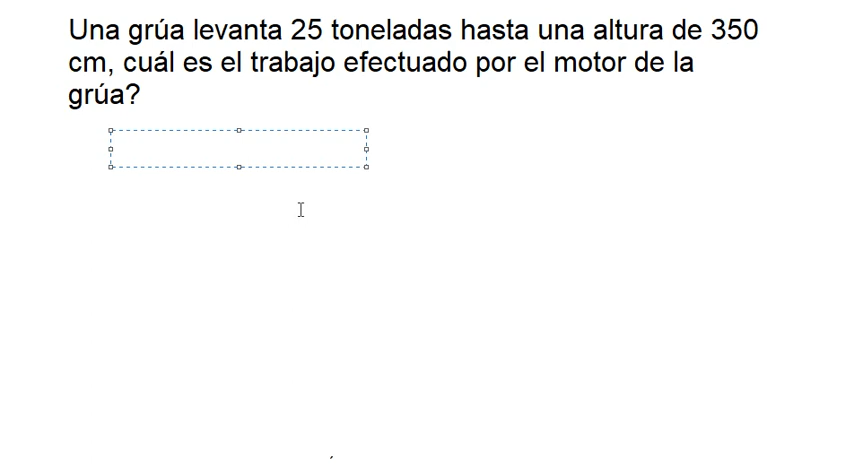 Una grúa levanta 25 toneladas hasta una altura de 350
cm, cuál es el trabajo efectuado por el motor de la
grúa?